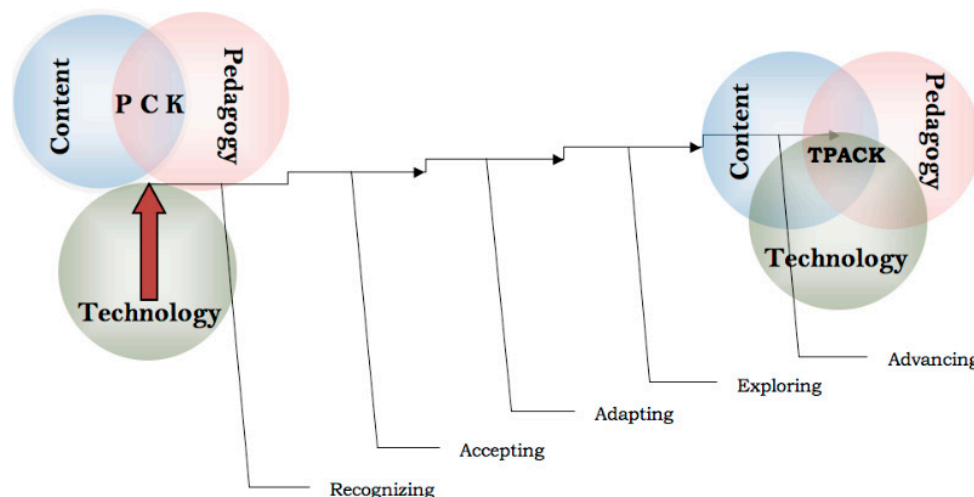 Content
P C K
Pedagogy
Technology
Content
TPACK
Pedagogy
Technology
Recognizing
Accepting
Adapting
Exploring
Advancing